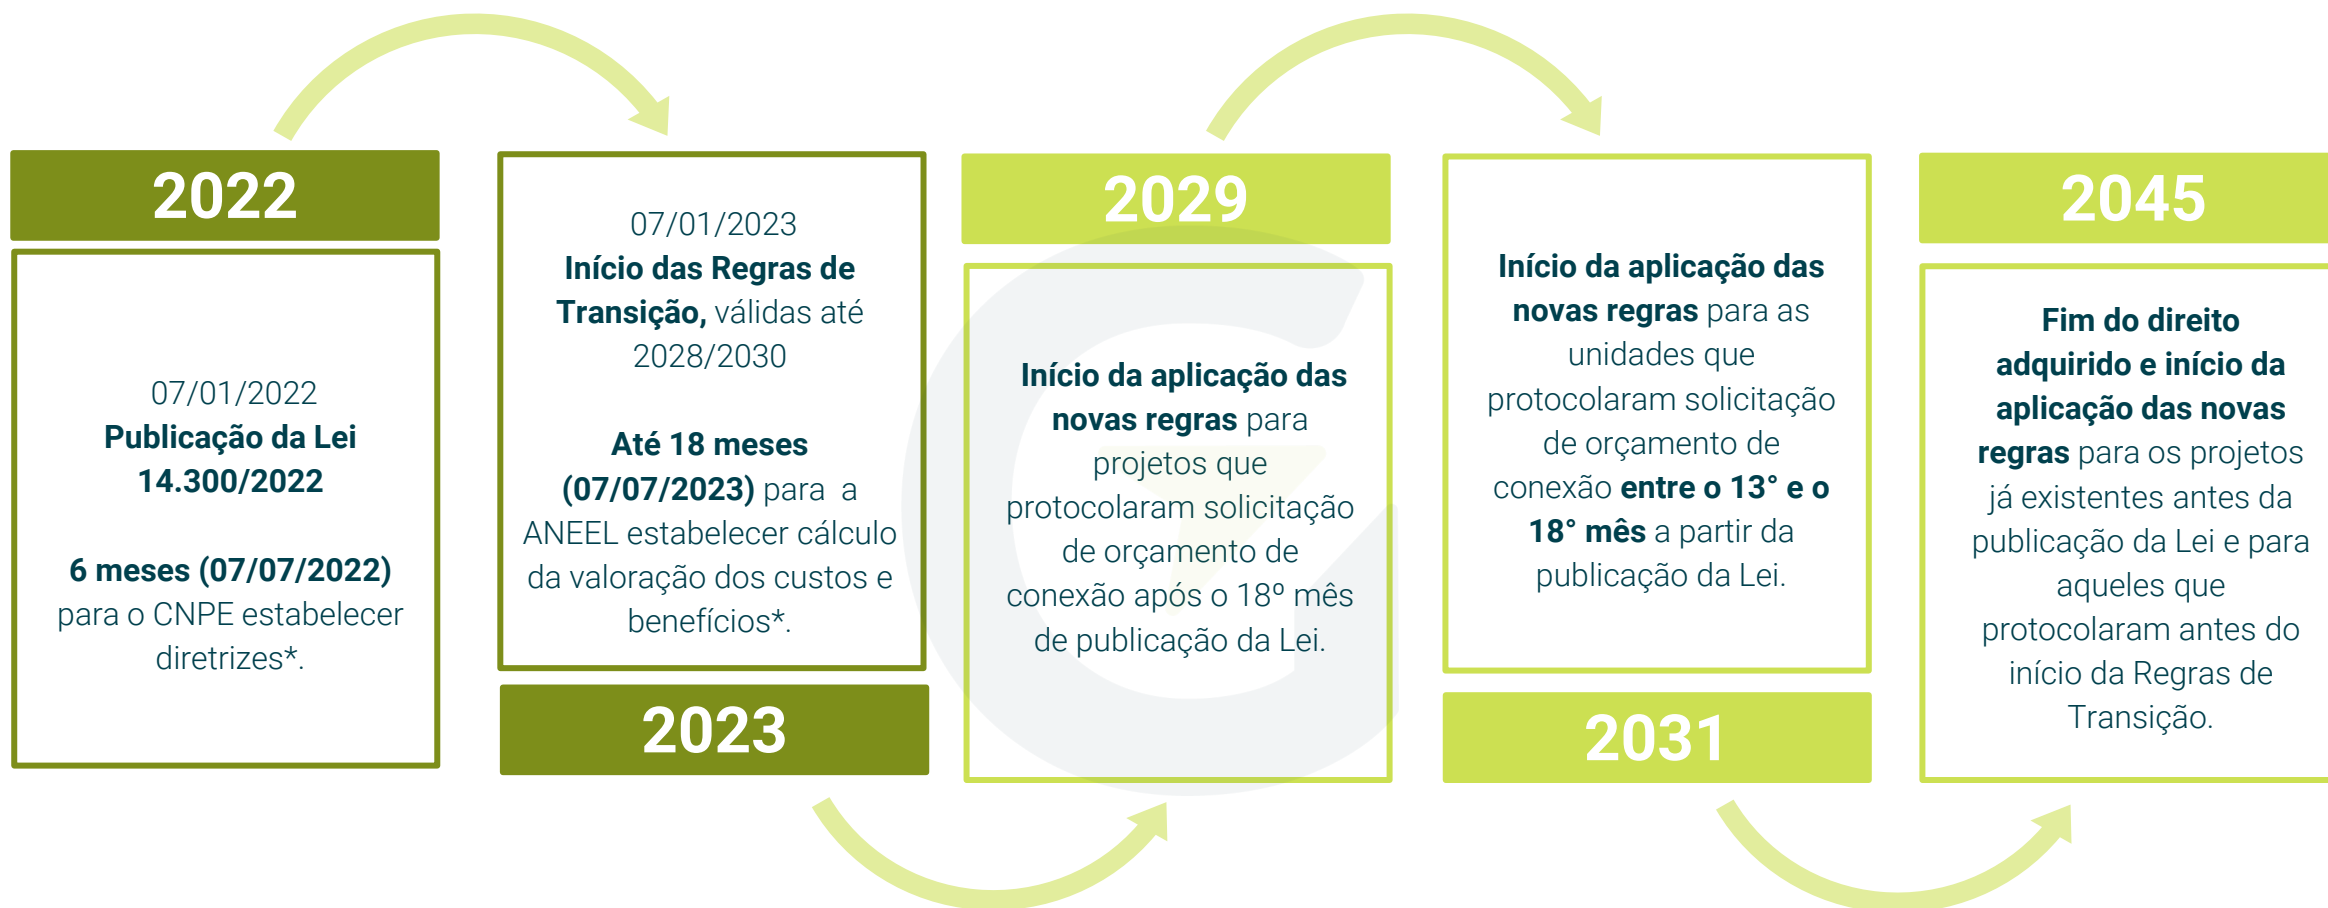 2022
07/01/2022
Publicação da Lei
14.300/2022
6 meses (07/07/2022)
para o CNPE estabelecer
diretrizes*.
07/01/2023
Início das Regras de
Transição, válidas até
2028/2030
Até 18 meses
(07/07/2023) para a
ANEEL estabelecer cálculo
da valoração dos custos e
benefícios*.
2023
2029
Início da aplicação das
novas regras para
projetos que
protocolaram solicitação
de orçamento de
conexão após o 18º mês
de publicação da Lei.
Início da aplicação das
novas regras para as
unidades que
protocolaram solicitação
de orçamento de
conexão entre o 13° e o
18° mês a partir da
publicação da Lei.
2031
2045
Fim do direito
adquirido e início da
aplicação das novas
regras para os projetos
já existentes antes da
publicação da Lei e para
aqueles que
protocolaram antes do
início da Regras de
Transição.